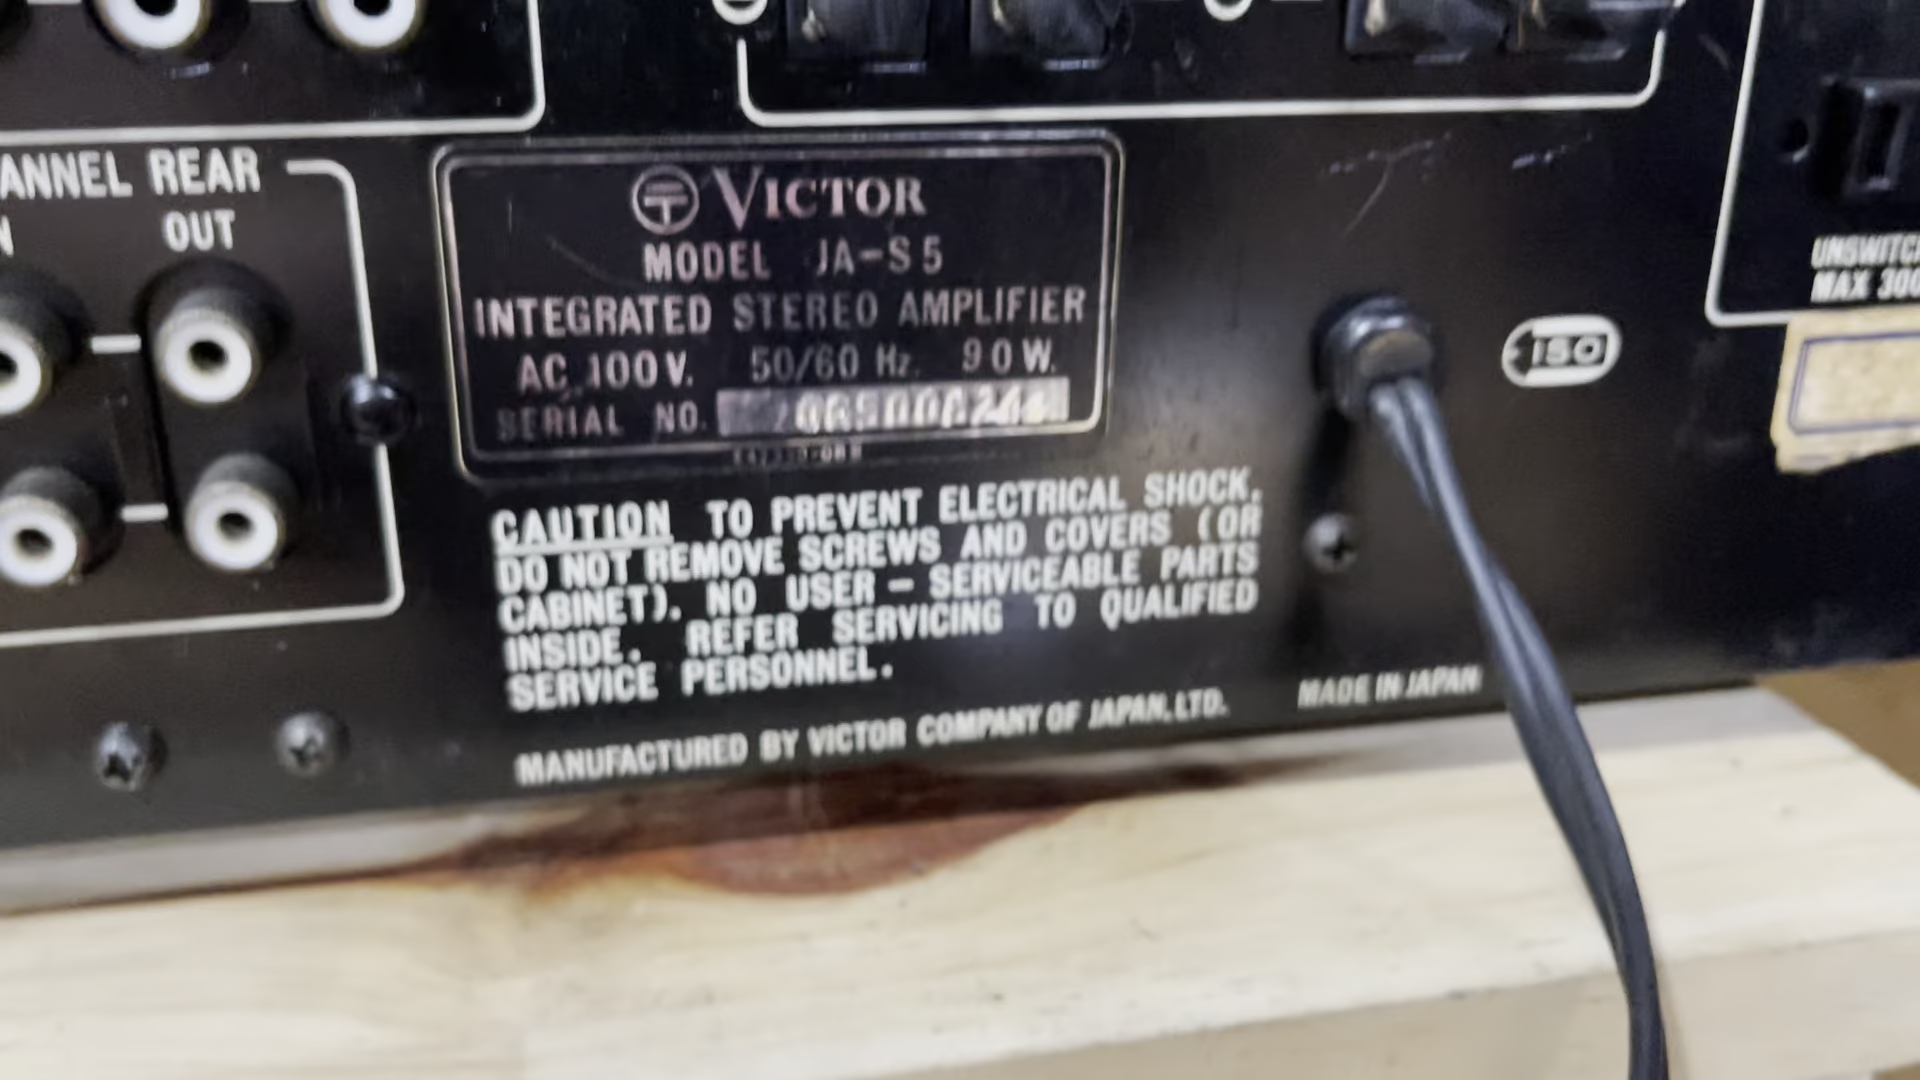 ANNEL REAR
OUT
VICTOR
MODEL JA-S5
INTEGRATED STEREO AMPLIFIER
AC 100V. 50/60 Hz. 90W.
SERIAL NO.
CAUTION TO PREVENT ELECTRICAL SHOCK,
DO NOT REMOVE SCREWS AND COVERS (OR
CABINET). NO USER - SERVICEABLE PARTS
INSIDE. REFER SERVICING TO QUALIFIED
SERVICE PERSONNEL.
MANUFACTURED BY VICTOR COMPANY OF JAPAN, LTD.
MADE IN JAPAN
ISO
UNSWITCH
MAX 300